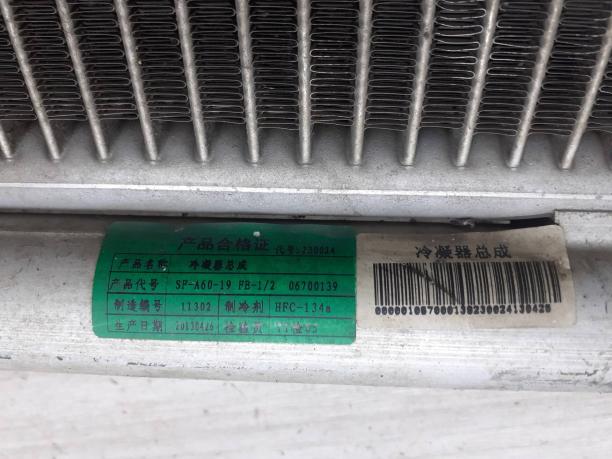 产品合格证 代号:230024
产品名称 冷凝器总成
产品代号 SF-A60-19 FB-1/2 06700139
制造编号 11302 制冷剂 HFC-134a
生产日期 20130426 检验员
冷凝器总成